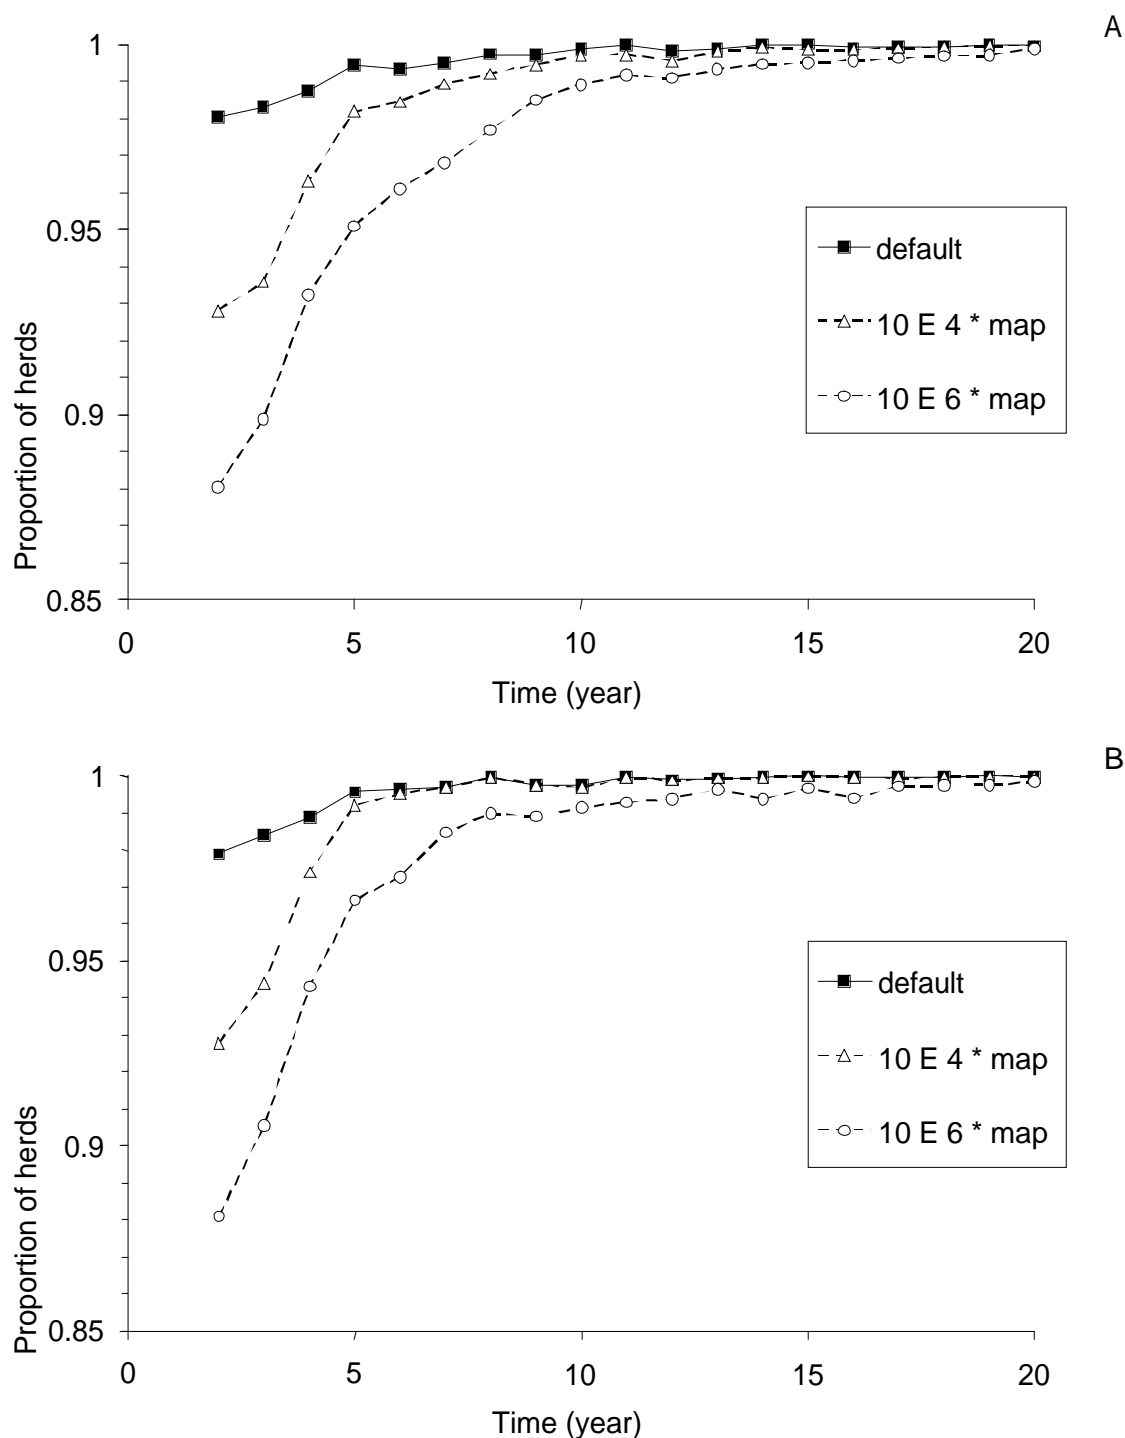 A
1
0.95
0.9
0.85
Proportion of herds
default
10 E 4 * map
10 E 6 * map
0 5 10 15 20
Time (year)
B
1
0.95
0.9
0.85
Proportion of herds
default
10 E 4 * map
10 E 6 * map
0 5 10 15 20
Time (year)